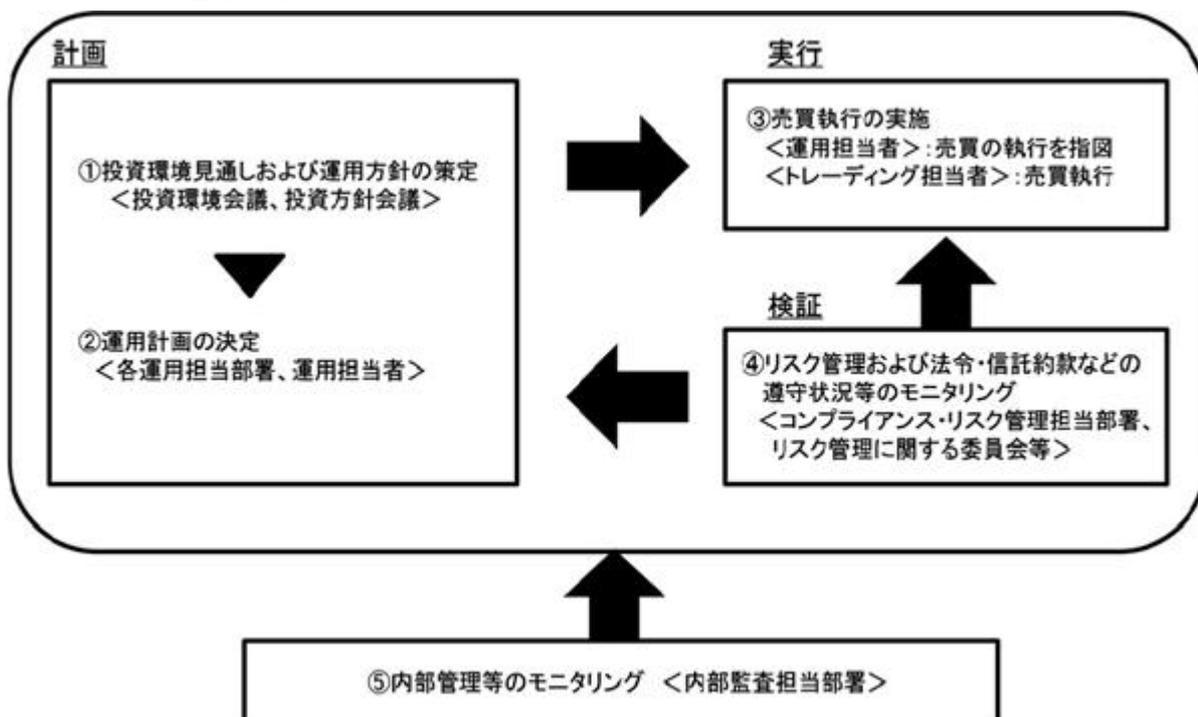 計画
①投資環境見通しおよび運用方針の策定
＜投資環境会議、投資方針会議＞
②運用計画の決定
＜各運用担当部署、運用担当者＞
実行
③売買執行の実施
＜運用担当者＞：売買の執行を指図
＜トレーディング担当者＞：売買執行
検証
④リスク管理および法令・信託約款などの
遵守状況等のモニタリング
＜コンプライアンス・リスク管理担当部署、
リスク管理に関する委員会等＞
⑤内部管理等のモニタリング ＜内部監査担当部署＞